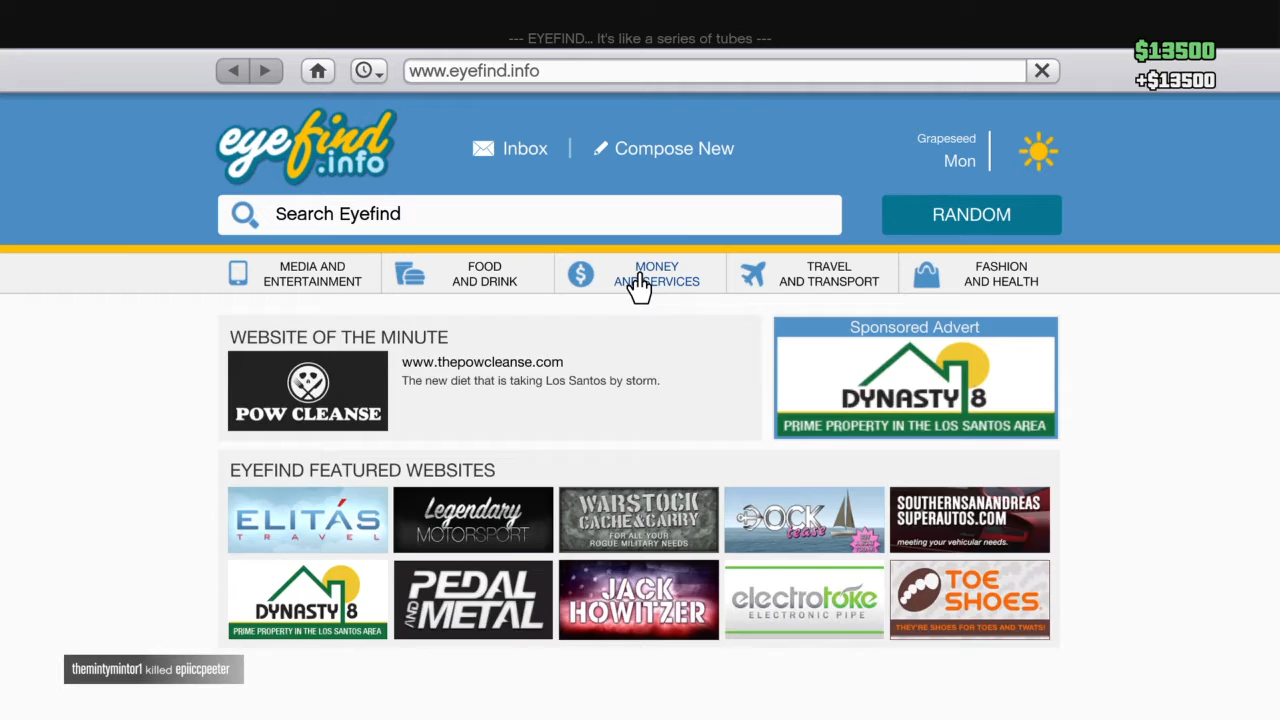 --- EYEFIND... It's like a series of tubes ---
$13500
+$13500
www.eyefind.info
eyefind
.info
Inbox
Compose New
Grapeseed
Mon
Search Eyefind
RANDOM
MEDIA AND
ENTERTAINMENT
FOOD
AND DRINK
MONEY
AND SERVICES
TRAVEL
AND TRANSPORT
FASHION
AND HEALTH
WEBSITE OF THE MINUTE
POW CLEANSE
www.thepowcleanse.com
The new diet that is taking Los Santos by storm.
Sponsored Advert
DYNASTY 8
PRIME PROPERTY IN THE LOS SANTOS AREA
EYEFIND FEATURED WEBSITES
ELITÁS
TRAVEL
Legendary
MOTORSPORT
WARSTOCK
CACHE & CARRY
FOR ALL YOUR
ROGUE MILITARY NEEDS
DOCK
tease
SOUTHERNSANANDREAS
SUPERAUTOS.COM
meeting your vehicular needs.
DYNASTY 8
PRIME PROPERTY IN THE LOS SANTOS AREA
PEDAL
AND METAL
JACK
HOWITZER
electrotoke
ELECTRONIC PIPE
TOE
SHOES
THEY'RE SHOES FOR TOES AND TWATS!
themintymintor1 killed epiiccpeeter